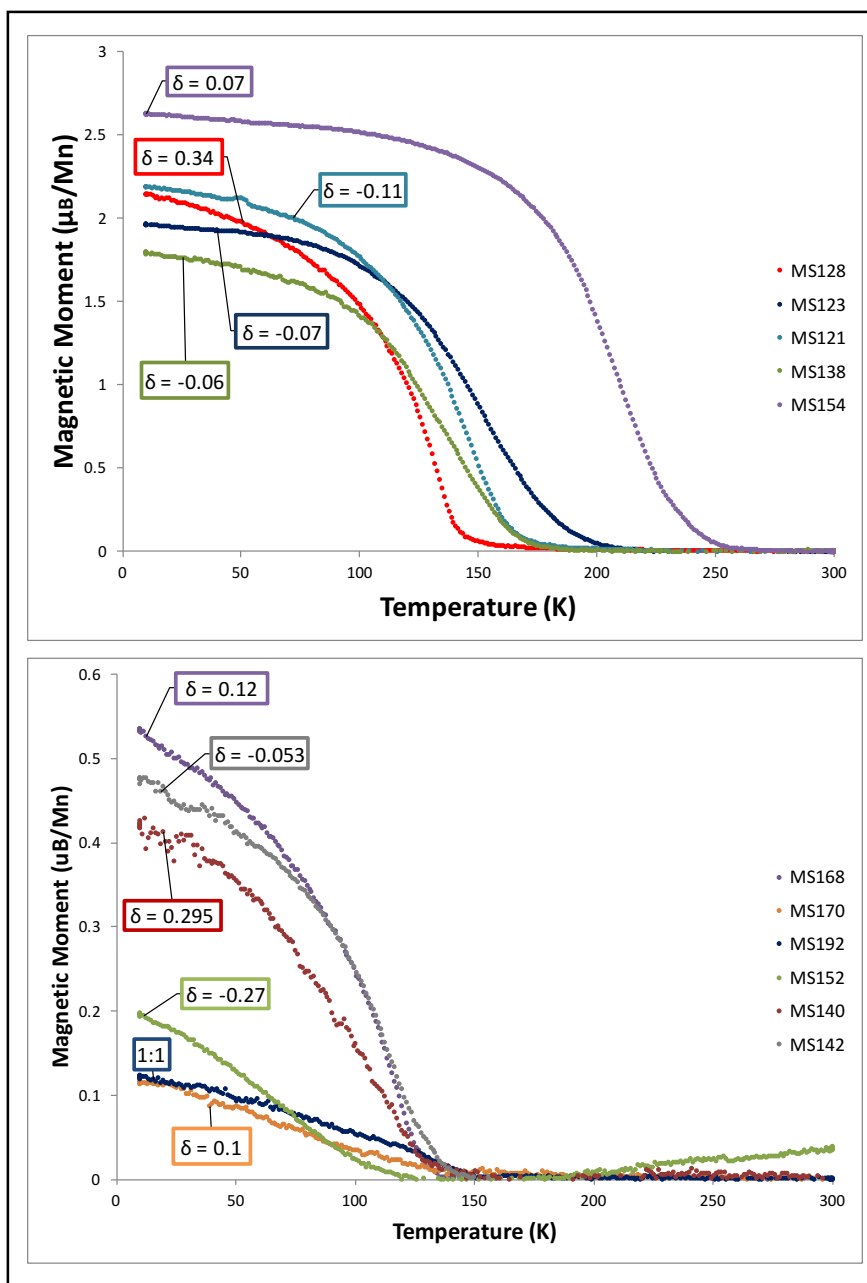 3
2.5
2
1.5
1
0.5
0
0
50
100
150
200
250
300
Magnetic Moment (µB/Mn)
Temperature (K)
δ = 0.07
δ = 0.34
δ = -0.11
δ = -0.07
δ = -0.06
MS128
MS123
MS121
MS138
MS154
0.6
0.5
0.4
0.3
0.2
0.1
0
0
50
100
150
200
250
300
Magnetic Moment (uB/Mn)
Temperature (K)
δ = 0.12
δ = -0.053
δ = 0.295
δ = -0.27
1:1
δ = 0.1
MS168
MS170
MS192
MS152
MS140
MS142